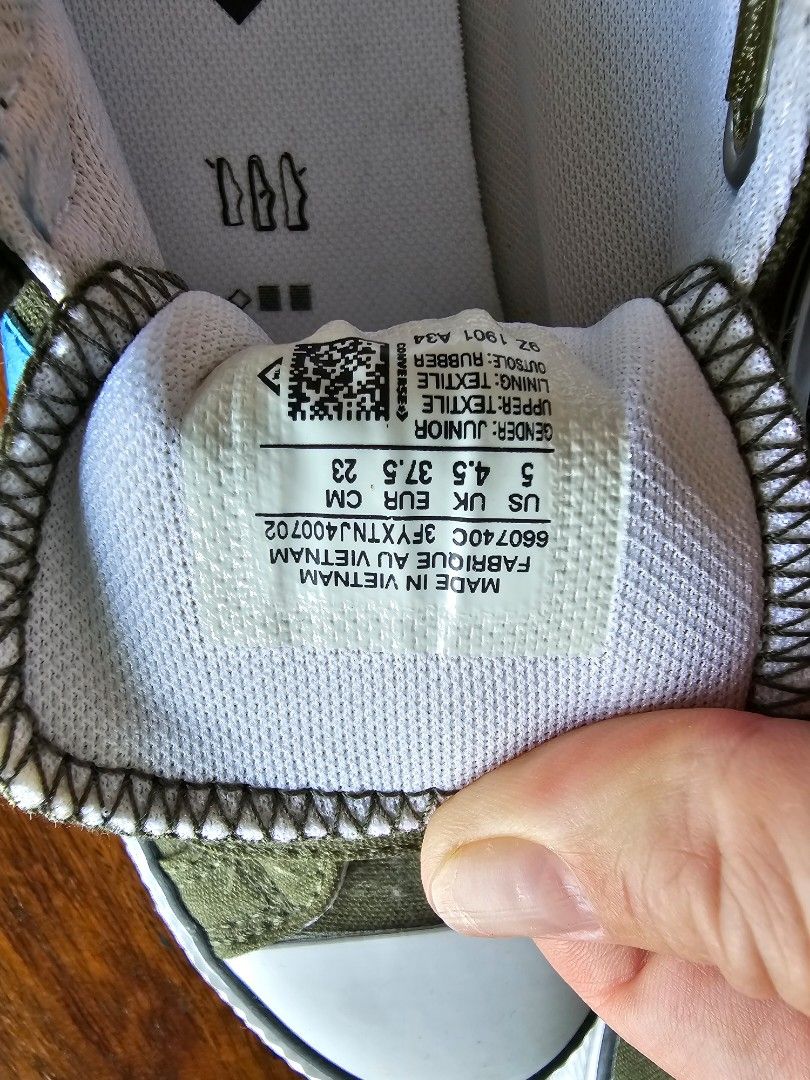 MADE IN VIETNAM
FABRIQUE AU VIETNAM
660740C 3FYXTNJ400702
US UK EUR CM
5 4.5 37.5 23
GENDER: JUNIOR
UPPER: TEXTILE
LINING: TEXTILE
OUTSOLE: RUBBER
9Z 1901 A34
CONVERSE